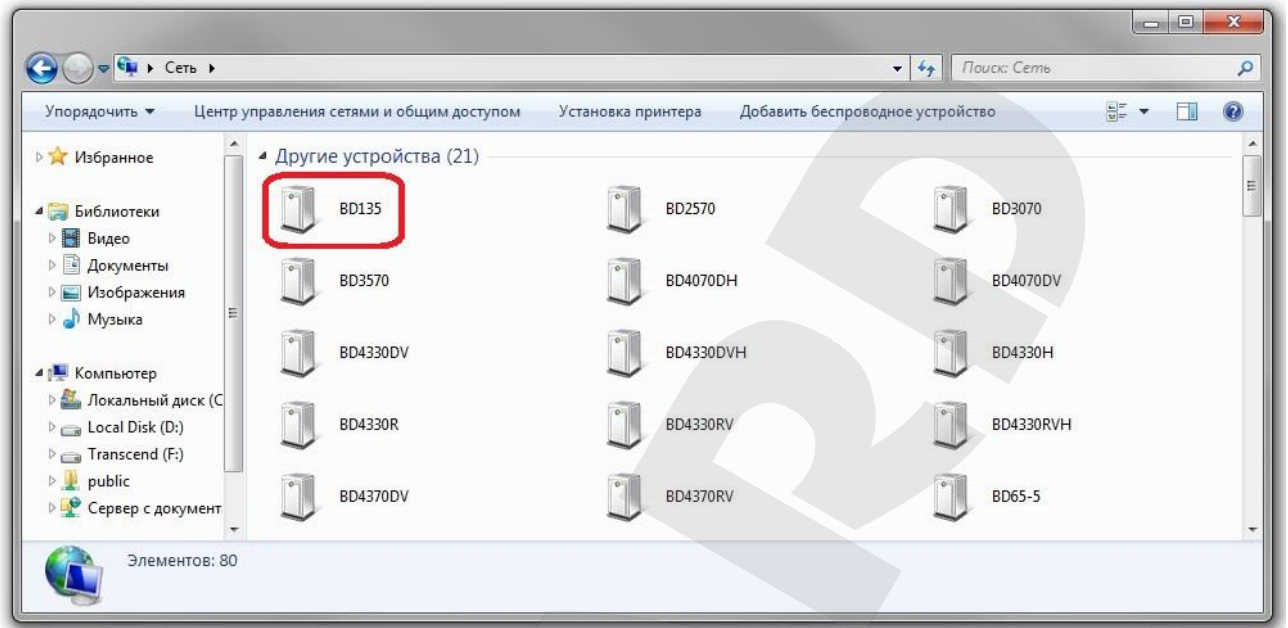 Сеть
Поиск: Сеть
Упорядочить Центр управления сетями и общим доступом Установка принтера Добавить беспроводное устройство
Избранное
Библиотеки
Видео
Документы
Изображения
Музыка
Компьютер
Локальный диск (C
Local Disk (D:)
Transcend (F:)
public
Сервер с документ
Другие устройства (21)
BD135 BD2570 BD3070
BD3570 BD4070DH BD4070DV
BD4330DV BD4330DVH BD4330H
BD4330R BD4330RV BD4330RVH
BD4370DV BD4370RV BD65-5
Элементов: 80